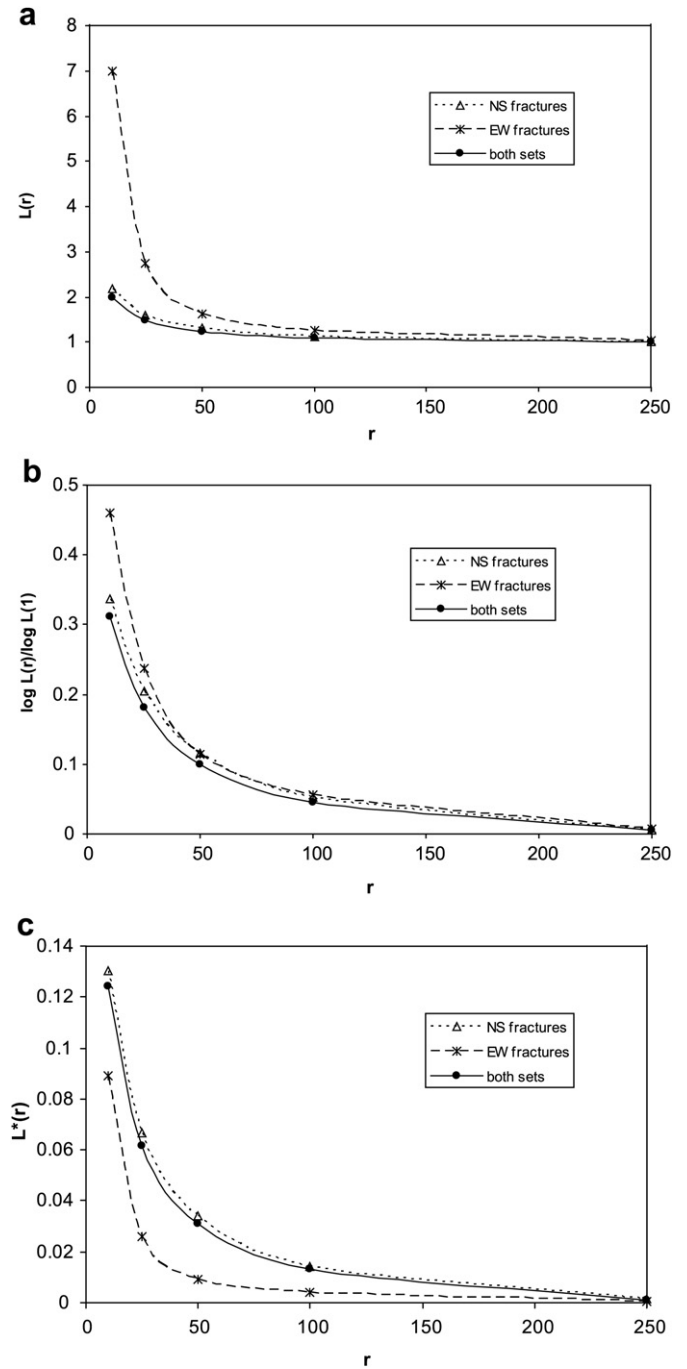 a
8
7
6
5
4
3
2
1
0
L(r)
NS fractures
EW fractures
both sets
0 50 100 150 200 250
r
b
0.5
0.4
0.3
0.2
0.1
0
log L(r)/log L(1)
NS fractures
EW fractures
both sets
0 50 100 150 200 250
r
c
0.14
0.12
0.1
0.08
0.06
0.04
0.02
0
L*(r)
NS fractures
EW fractures
both sets
0 50 100 150 200 250
r